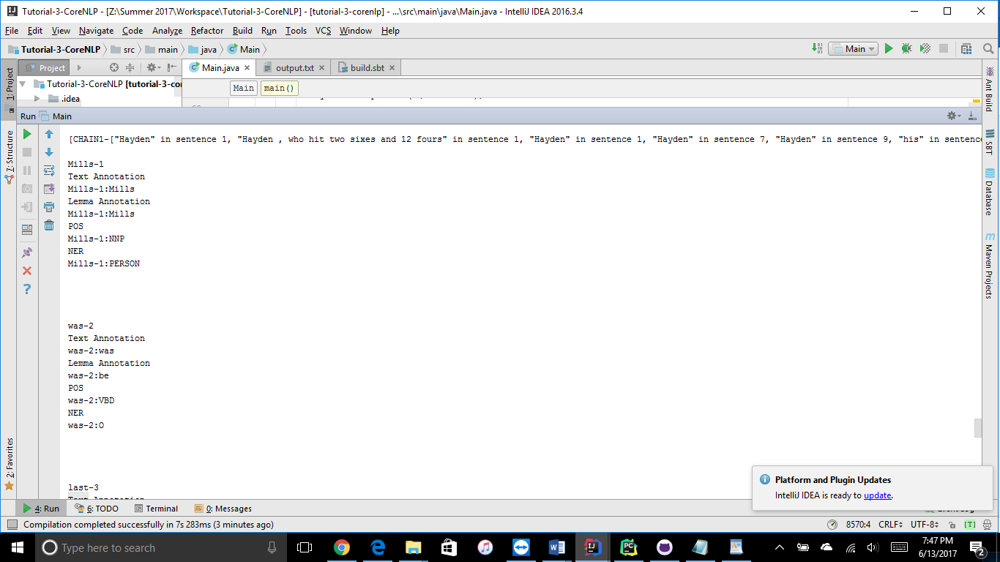 Tutorial-3-CoreNLP - [Z:\Summer 2017\Workspace\Tutorial-3-CoreNLP] - [tutorial-3-corenlp] - ...\src\main\java\Main.java - IntelliJ IDEA 2016.3.4
File Edit View Navigate Code Analyze Refactor Build Run Tools VCS Window Help
Tutorial-3-CoreNLP src main java Main
Main
Project
Main.java output.txt build.sbt
Tutorial-3-CoreNLP [tutorial-3-cor
.idea
Main main()
Run Main
[CHAIN1-["Hayden" in sentence 1, "Hayden , who hit two sixes and 12 fours" in sentence 1, "Hayden" in sentence 1, "Hayden" in sentence 7, "Hayden" in sentence 9, "his" in sentenc
Mills-1
Text Annotation
Mills-1:Mills
Lemma Annotation
Mills-1:Mills
POS
Mills-1:NNP
NER
Mills-1:PERSON
was-2
Text Annotation
was-2:was
Lemma Annotation
was-2:be
POS
was-2:VBD
NER
was-2:O
last-3
Text Annotation
1: Project
7: Structure
2: Favorites
Ant Build
SBT
Database
Maven Projects
Platform and Plugin Updates
IntelliJ IDEA is ready to update.
4: Run 6: TODO Terminal 0: Messages
Compilation completed successfully in 7s 283ms (3 minutes ago)
8570:4 CRLF UTF-8 [T]
Type here to search
7:47 PM
6/13/2017
2